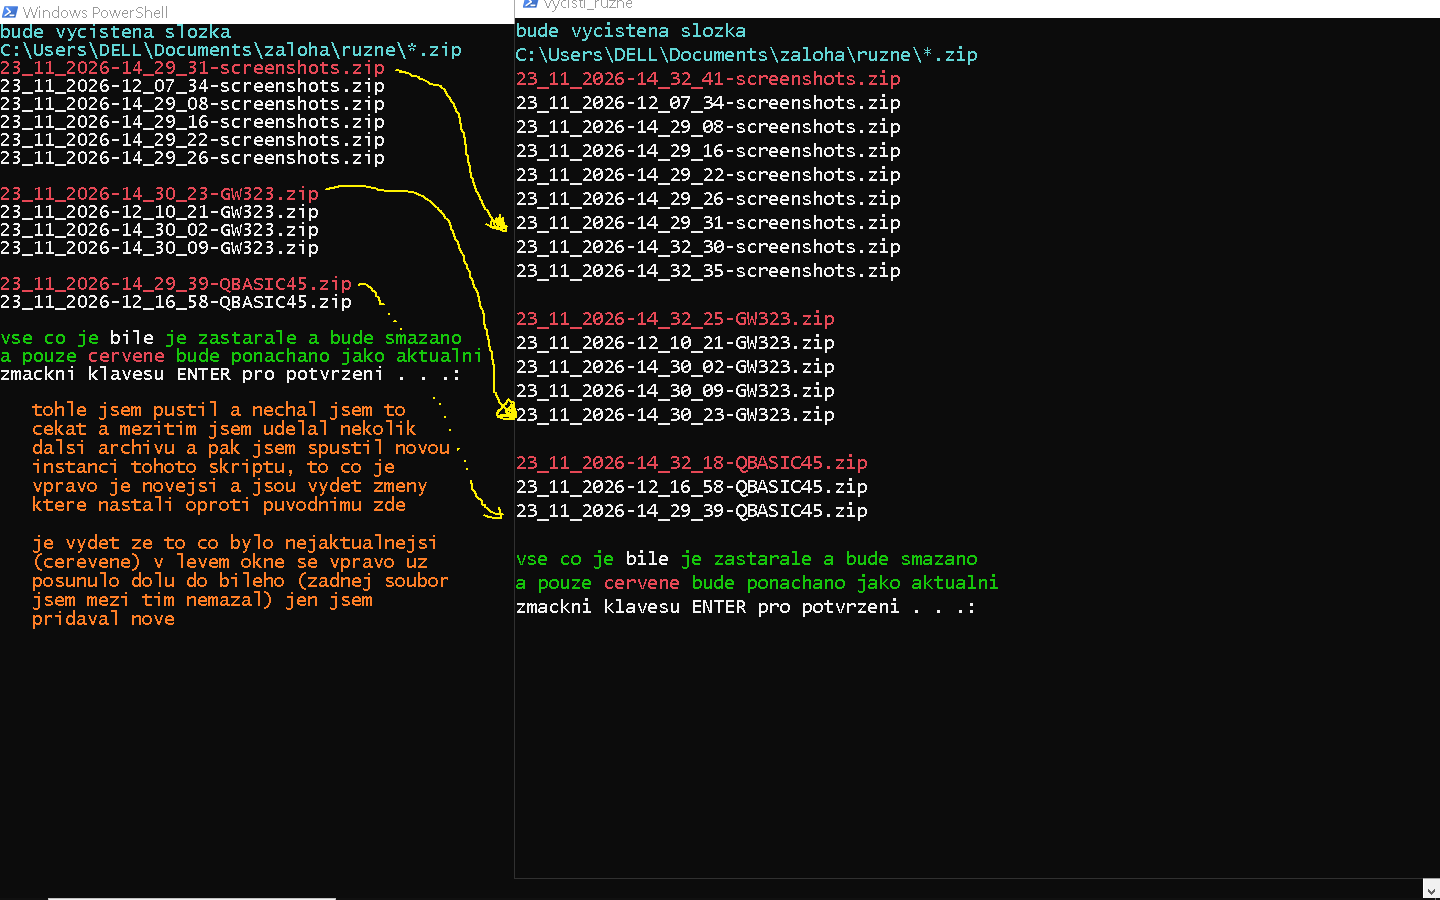 Windows PowerShell
bude vycistena slozka
C:\Users\DELL\Documents\zaloha\ruzne\*.zip
23_11_2026-14_29_31-screenshots.zip
23_11_2026-12_07_34-screenshots.zip
23_11_2026-14_29_08-screenshots.zip
23_11_2026-14_29_16-screenshots.zip
23_11_2026-14_29_22-screenshots.zip
23_11_2026-14_29_26-screenshots.zip
23_11_2026-14_30_23-GW323.zip
23_11_2026-12_10_21-GW323.zip
23_11_2026-14_30_02-GW323.zip
23_11_2026-14_30_09-GW323.zip
23_11_2026-14_29_39-QBASIC45.zip
23_11_2026-12_16_58-QBASIC45.zip
vse co je bile je zastarale a bude smazano
a pouze cervene bude ponachano jako aktualni
zmackni klavesu ENTER pro potvrzeni . . .:
tohle jsem pustil a nechal jsem to
cekat a mezitim jsem udelal nekolik
dalsi archivu a pak jsem spustil novou
instanci tohoto skriptu, to co je
vpravo je novejsi a jsou vydet zmeny
ktere nastali oproti puvodnimu zde
je vydet ze to co bylo nejaktualnejsi
(cerevene) v levem okne se vpravo uz
posunulo dolu do bileho (zadnej soubor
jsem mezi tim nemazal) jen jsem
pridaval nove
vycisti_ruzne
bude vycistena slozka
C:\Users\DELL\Documents\zaloha\ruzne\*.zip
23_11_2026-14_32_41-screenshots.zip
23_11_2026-12_07_34-screenshots.zip
23_11_2026-14_29_08-screenshots.zip
23_11_2026-14_29_16-screenshots.zip
23_11_2026-14_29_22-screenshots.zip
23_11_2026-14_29_26-screenshots.zip
23_11_2026-14_29_31-screenshots.zip
23_11_2026-14_32_30-screenshots.zip
23_11_2026-14_32_35-screenshots.zip
23_11_2026-14_32_25-GW323.zip
23_11_2026-12_10_21-GW323.zip
23_11_2026-14_30_02-GW323.zip
23_11_2026-14_30_09-GW323.zip
23_11_2026-14_30_23-GW323.zip
23_11_2026-14_32_18-QBASIC45.zip
23_11_2026-12_16_58-QBASIC45.zip
23_11_2026-14_29_39-QBASIC45.zip
vse co je bile je zastarale a bude smazano
a pouze cervene bude ponachano jako aktualni
zmackni klavesu ENTER pro potvrzeni . . .: